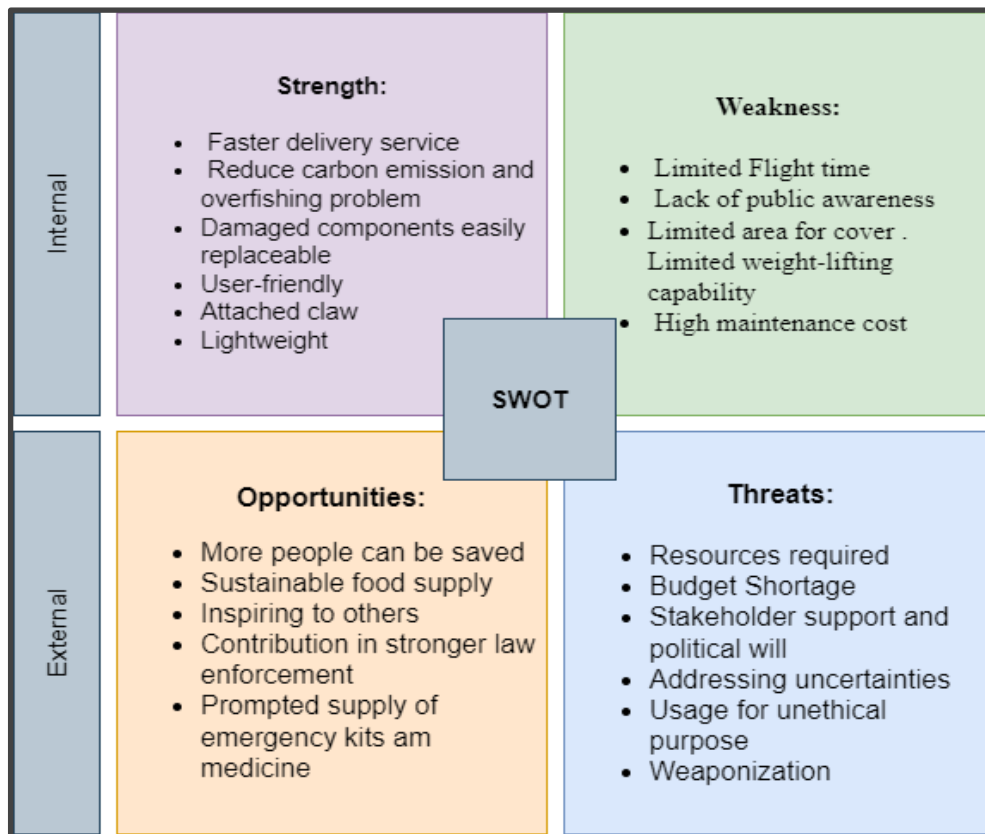 Internal
Strength:
• Faster delivery service
• Reduce carbon emission and
overfishing problem
• Damaged components easily
replaceable
• User-friendly
• Attached claw
• Lightweight
Weakness:
• Limited Flight time
• Lack of public awareness
• Limited area for cover .
Limited weight-lifting
capability
• High maintenance cost
SWOT
External
Opportunities:
• More people can be saved
• Sustainable food supply
• Inspiring to others
• Contribution in stronger law
enforcement
• Prompted supply of
emergency kits am
medicine
Threats:
• Resources required
• Budget Shortage
• Stakeholder support and
political will
• Addressing uncertainties
• Usage for unethical
purpose
• Weaponization